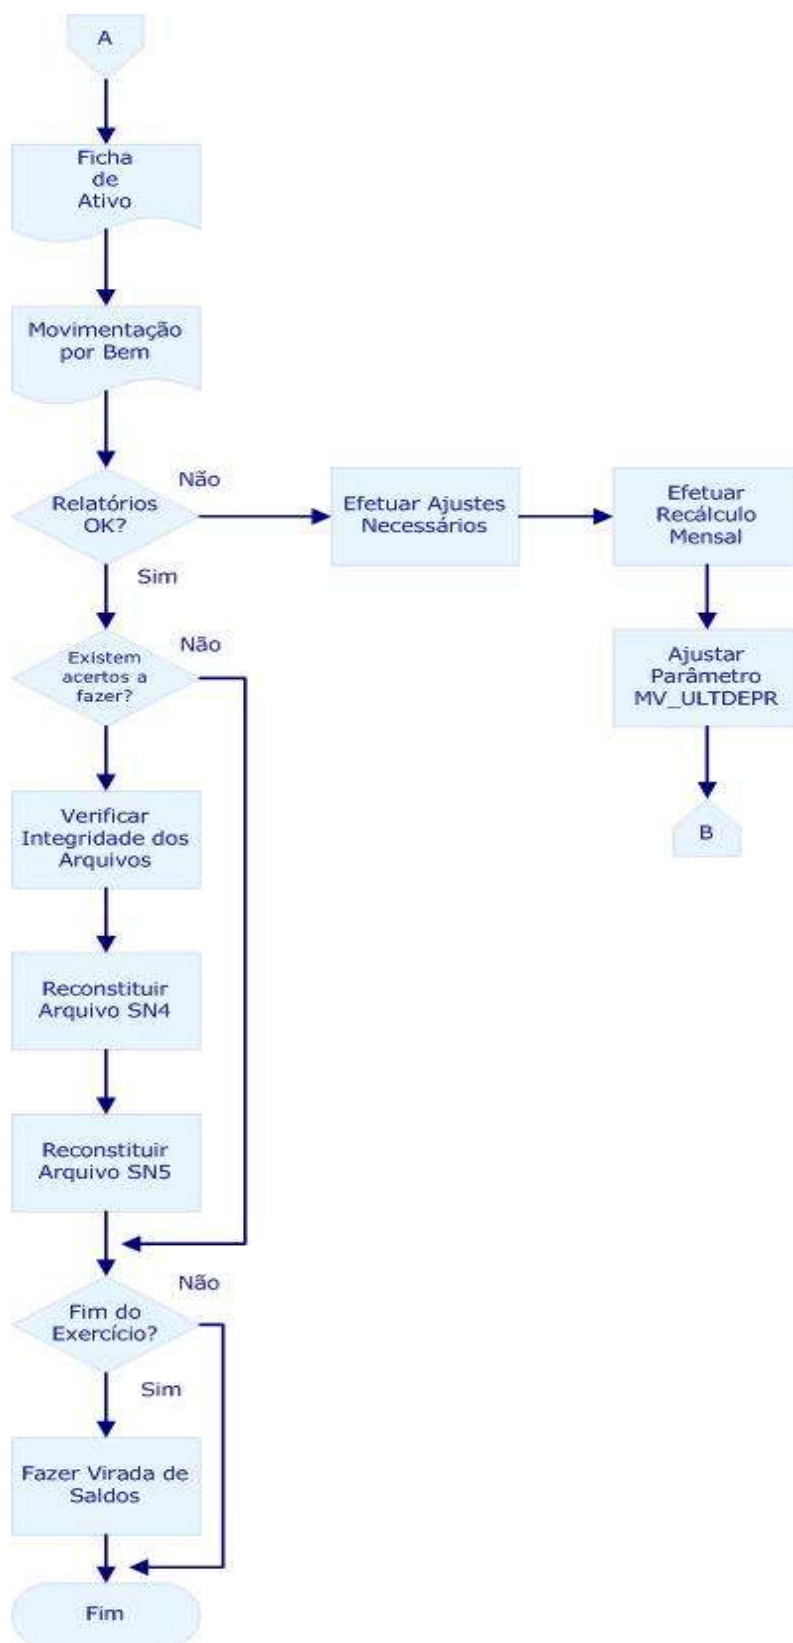 A
Ficha
de
Ativo
Movimentação
por Bem
Relatórios
OK?
Não
Efetuar Ajustes
Necessários
Efetuar
Recálculo
Mensal
Sim
Ajustar
Parâmetro
MV_ULTDEPR
B
Existem
acertos a
fazer?
Não
Verificar
Integridade dos
Arquivos
Reconstituir
Arquivo SN4
Reconstituir
Arquivo SN5
Fim do
Exercício?
Não
Sim
Fazer Virada de
Saldos
Fim